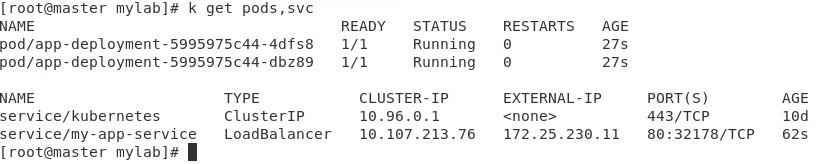 [root@master mylab]# k get pods,svc
NAME                                  READY   STATUS    RESTARTS   AGE
pod/app-deployment-5995975c44-4dfs8   1/1     Running   0          27s
pod/app-deployment-5995975c44-dbz89   1/1     Running   0          27s

NAME                     TYPE           CLUSTER-IP      EXTERNAL-IP     PORT(S)        AGE
service/kubernetes       ClusterIP      10.96.0.1       <none>          443/TCP        10d
service/my-app-service   LoadBalancer   10.107.213.76   172.25.230.11   80:32178/TCP   62s
[root@master mylab]#